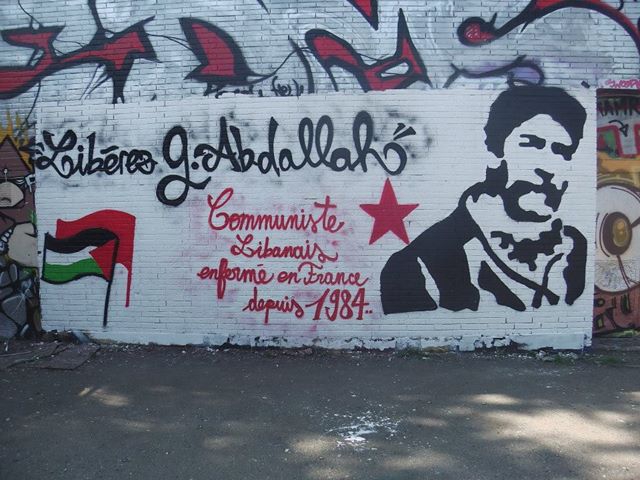 Libérez G. Abdallah
Communiste
Libanais
enfermé en France
depuis 1984..